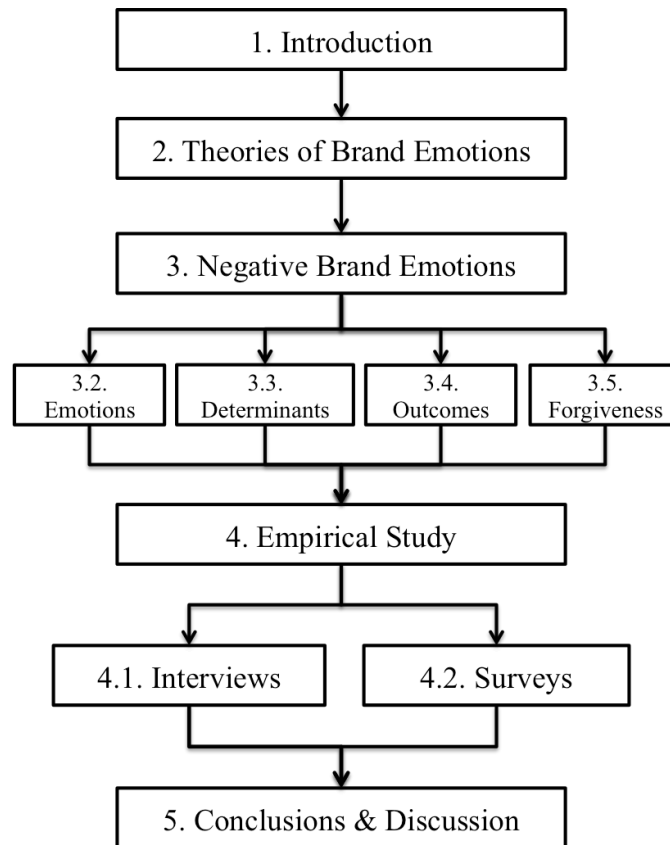 1. Introduction
2. Theories of Brand Emotions
3. Negative Brand Emotions
3.2.
Emotions
3.3.
Determinants
3.4.
Outcomes
3.5.
Forgiveness
4. Empirical Study
4.1. Interviews
4.2. Surveys
5. Conclusions & Discussion